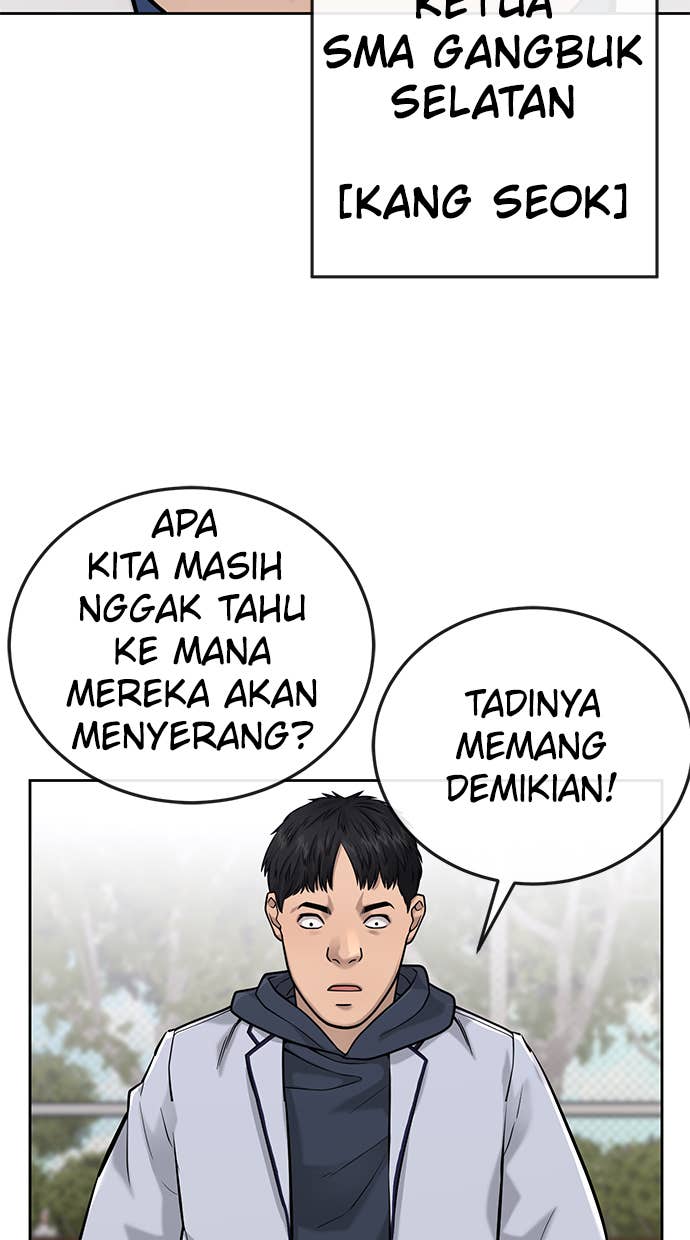 KETUA
SMA GANGBUK
SELATAN
[KANG SEOK]
APA
KITA MASIH
NGGAK TAHU
KE MANA
MEREKA AKAN
MENYERANG?
TADINYA
MEMANG
DEMIKIAN!